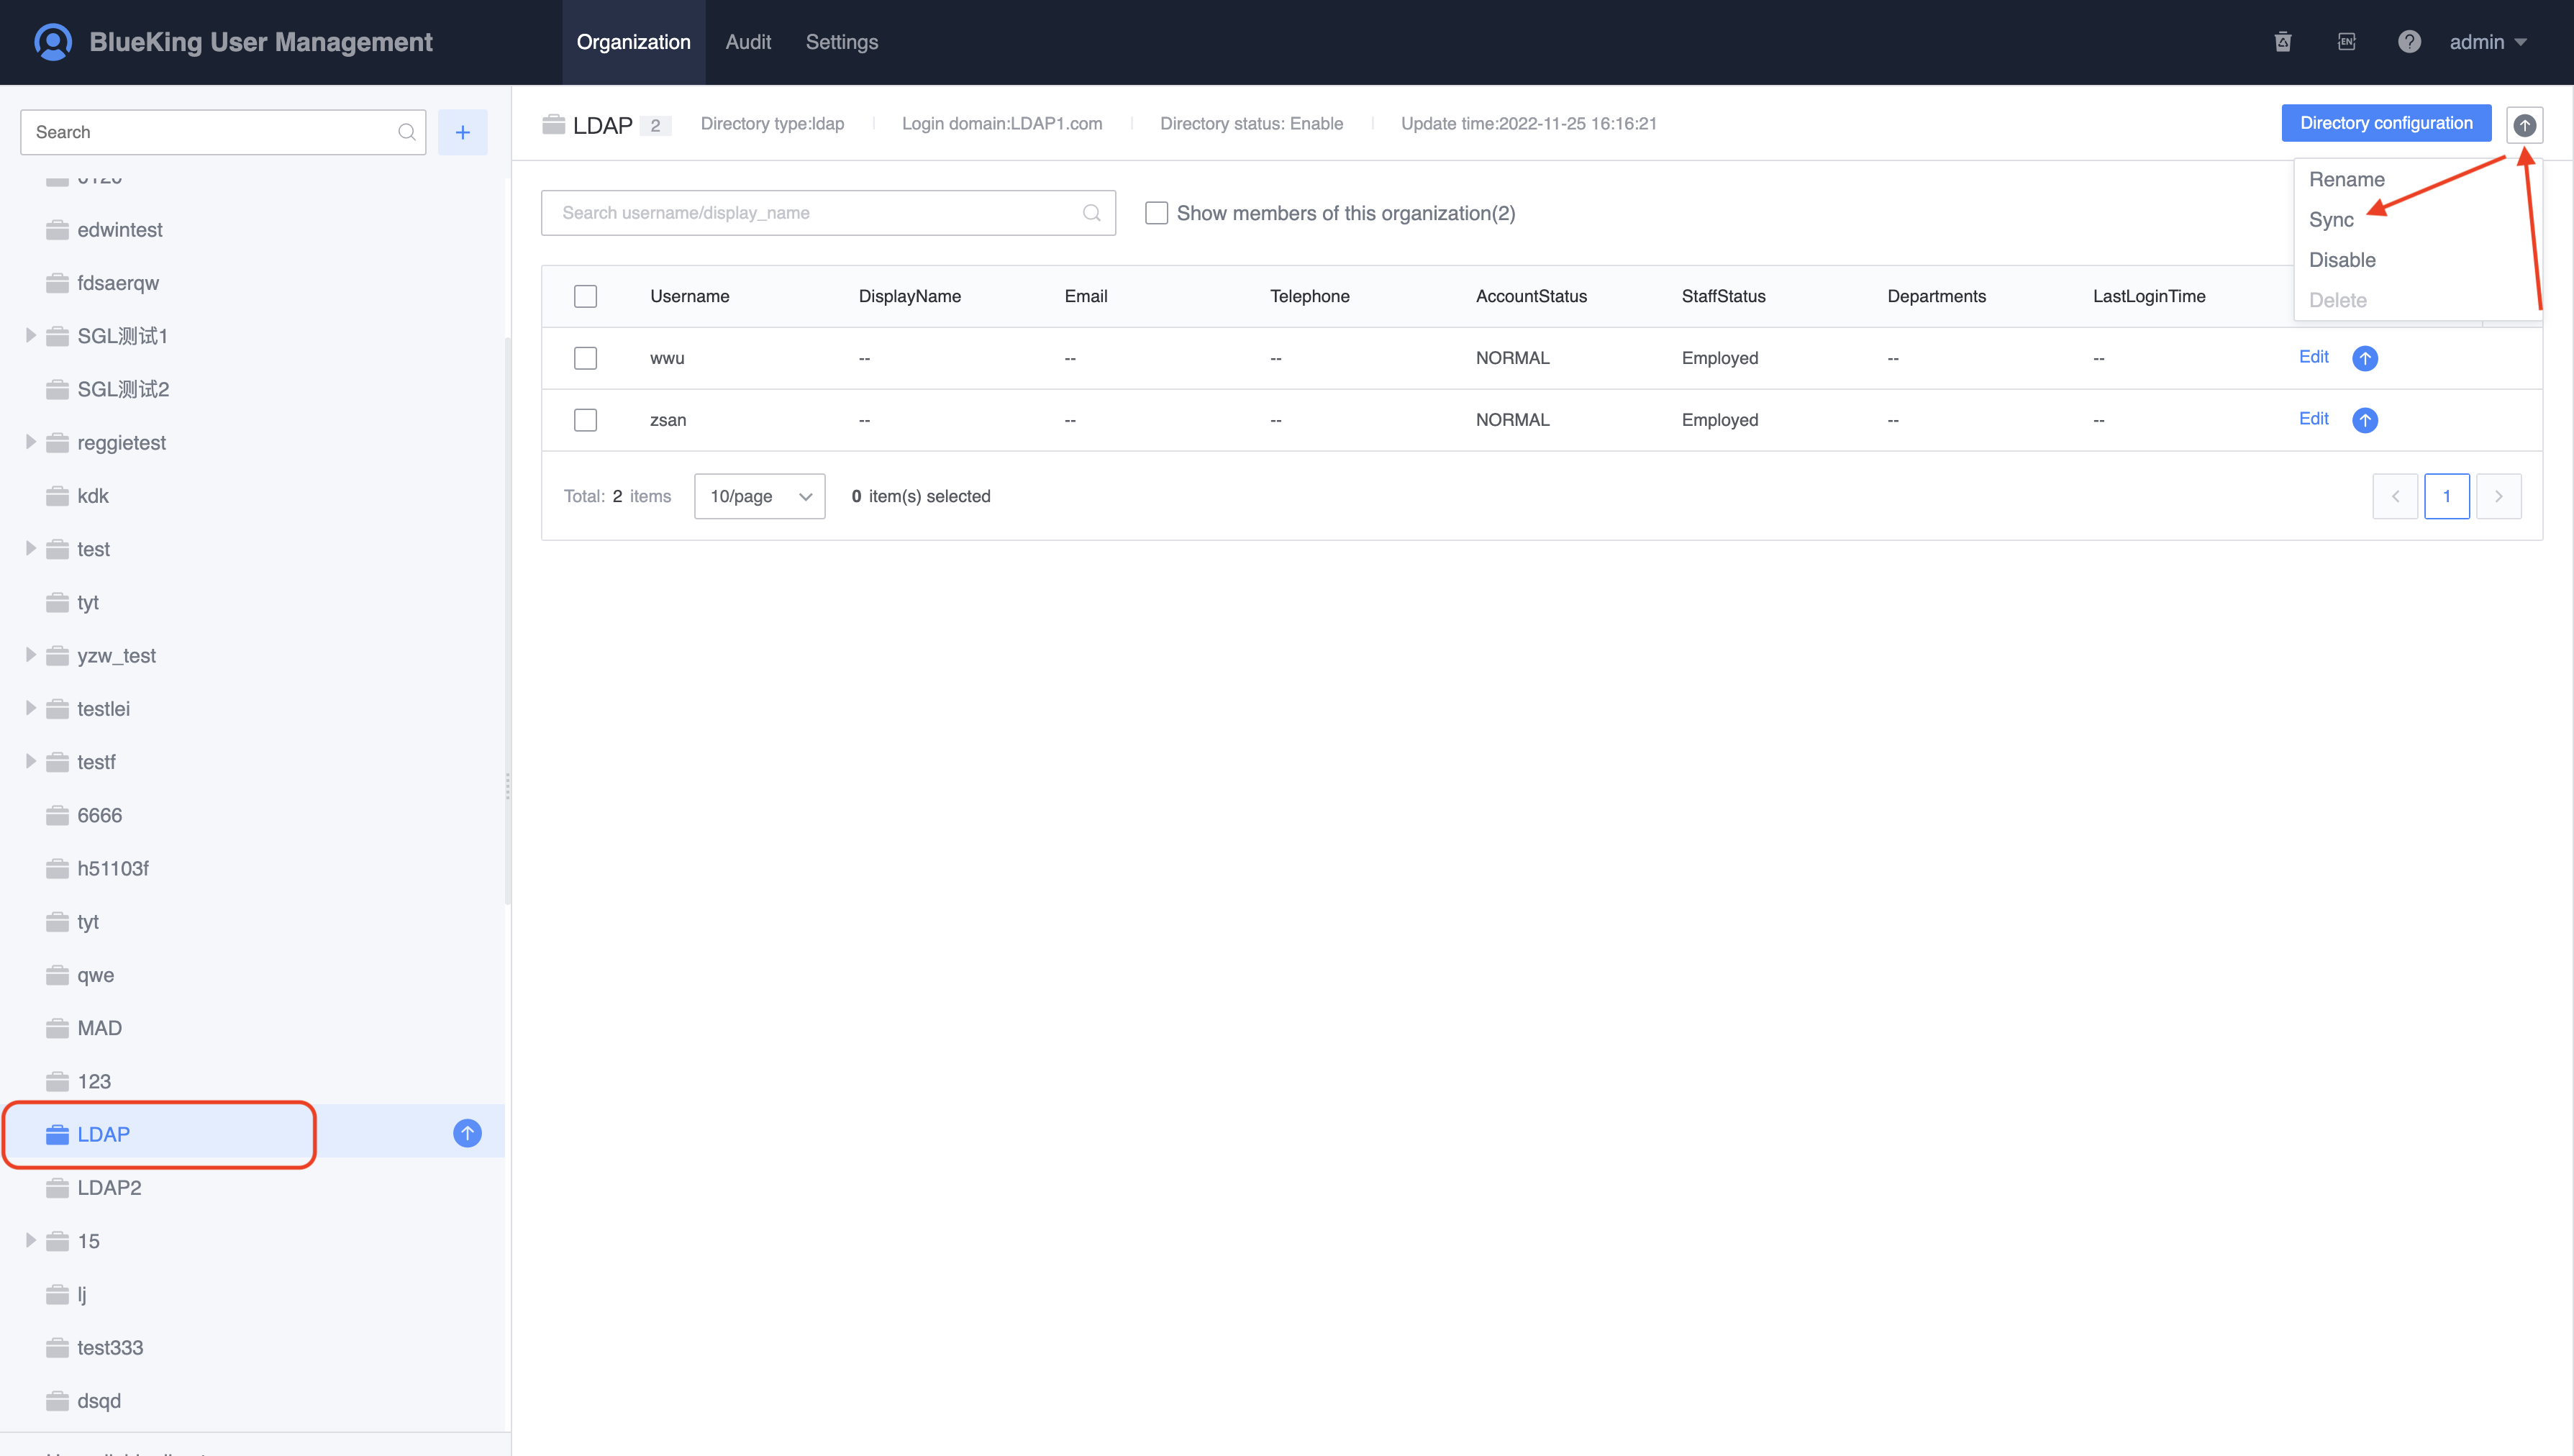 BlueKing User Management
Organization
Audit
Settings
EN
?
admin
Search
+
edwintest
fdsaerqw
SGL测试1
SGL测试2
reggietest
kdk
test
tyt
yzw_test
testlei
testf
6666
h51103f
tyt
qwe
MAD
123
LDAP
LDAP2
15
lj
test333
dsqd
LDAP 2
Directory type:ldap
Login domain:LDAP1.com
Directory status: Enable
Update time:2022-11-25 16:16:21
Directory configuration
Rename
Sync
Disable
Delete
Search username/display_name
Show members of this organization(2)
Username DisplayName Email Telephone AccountStatus StaffStatus Departments LastLoginTime
wwu -- -- -- NORMAL Employed -- -- Edit
zsan -- -- -- NORMAL Employed -- -- Edit
Total: 2 items 10/page 0 item(s) selected
1